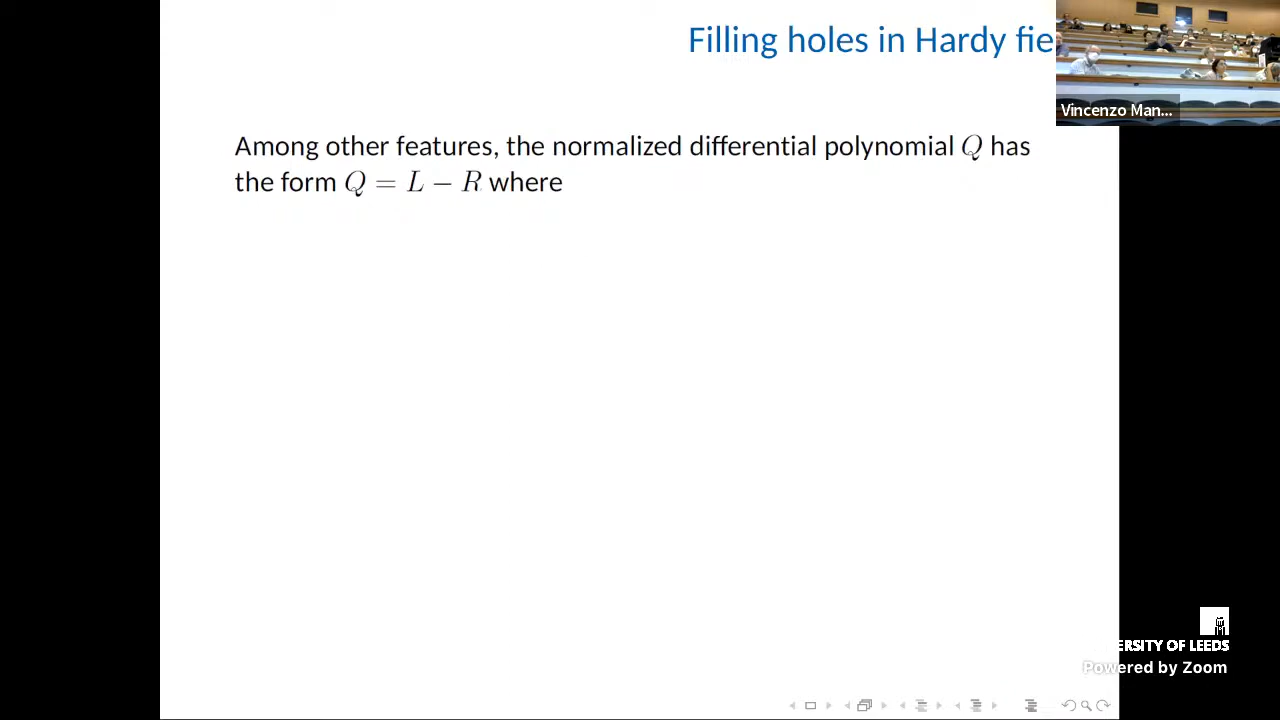 Filling holes in Hardy fie
Vincenzo Man...
Among other features, the normalized differential polynomial Q has
the form Q = L − R where
ERSITY OF LEEDS
Powered by Zoom